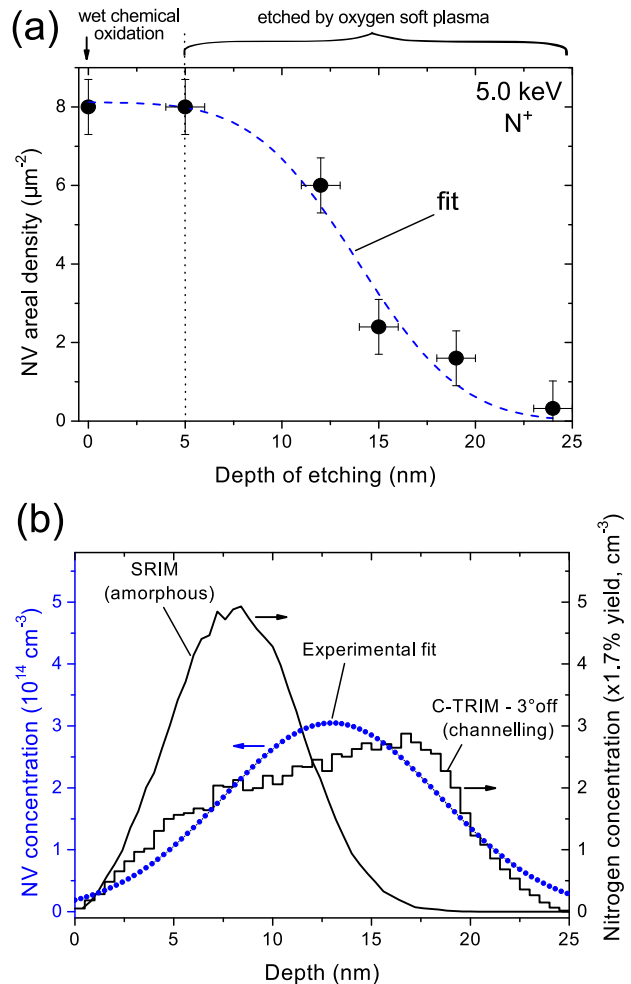 (a)
wet chemical
oxidation
etched by oxygen soft plasma
5.0 keV
N⁺
fit
8
6
4
2
0
NV areal density (µm⁻²)
0 5 10 15 20 25
Depth of etching (nm)
(b)
SRIM
(amorphous)
Experimental fit
C-TRIM - 3°off
(channelling)
5
4
3
2
1
0
NV concentration (10¹⁴ cm⁻³)
5
4
3
2
1
0
Nitrogen concentration (x1.7% yield, cm⁻³)
0 5 10 15 20 25
Depth (nm)